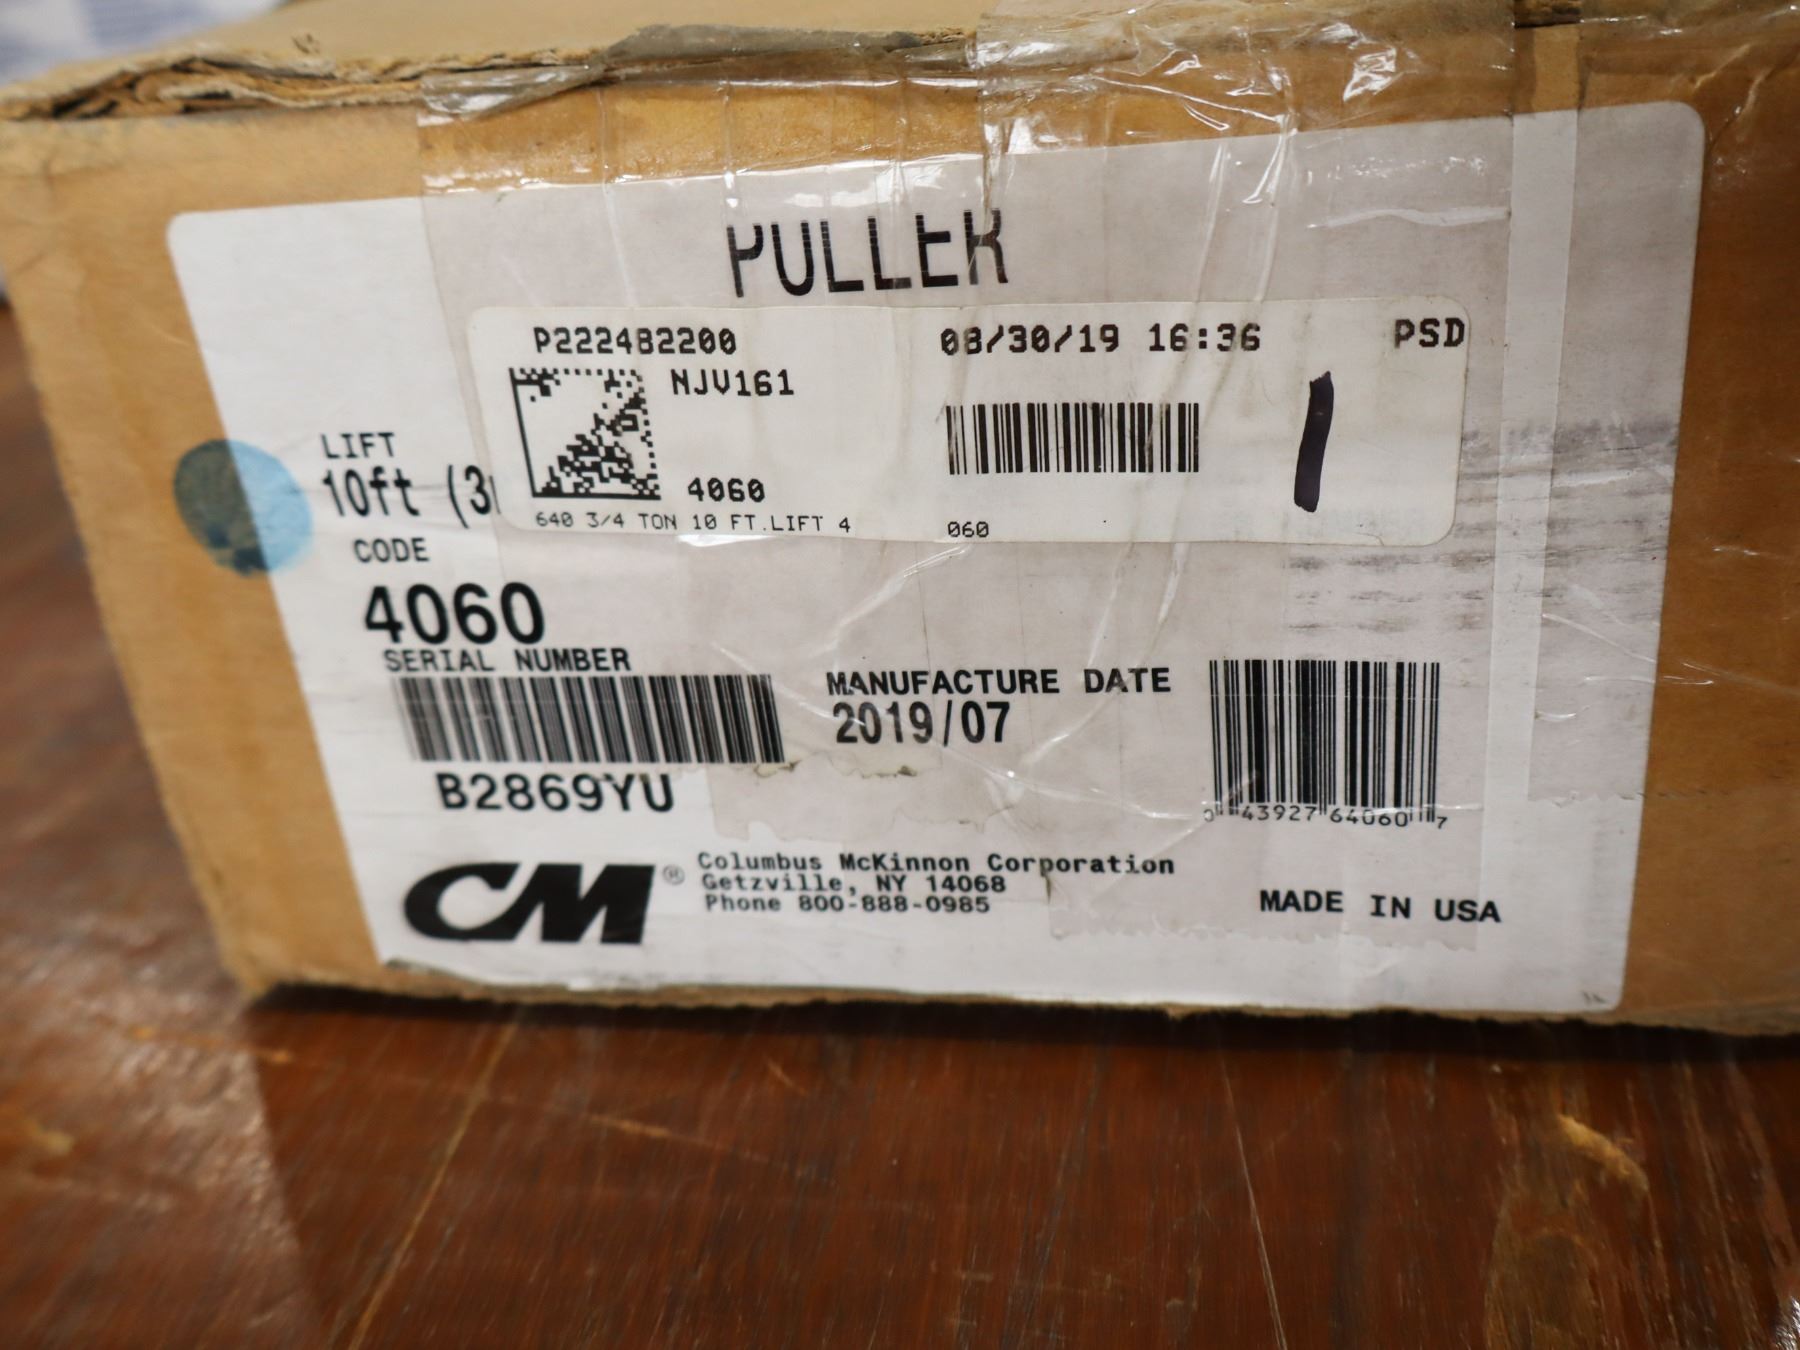 PULLER
P222482200 08/30/19 16:36 PSD
NJV161
4060
640 3/4 TON 10 FT.LIFT 4 060
LIFT
10ft (3
CODE
4060
SERIAL NUMBER
B2869YU
MANUFACTURE DATE
2019/07
0 43927 64060 7
CM®
Columbus McKinnon Corporation
Getzville, NY 14068
Phone 800-888-0985
MADE IN USA